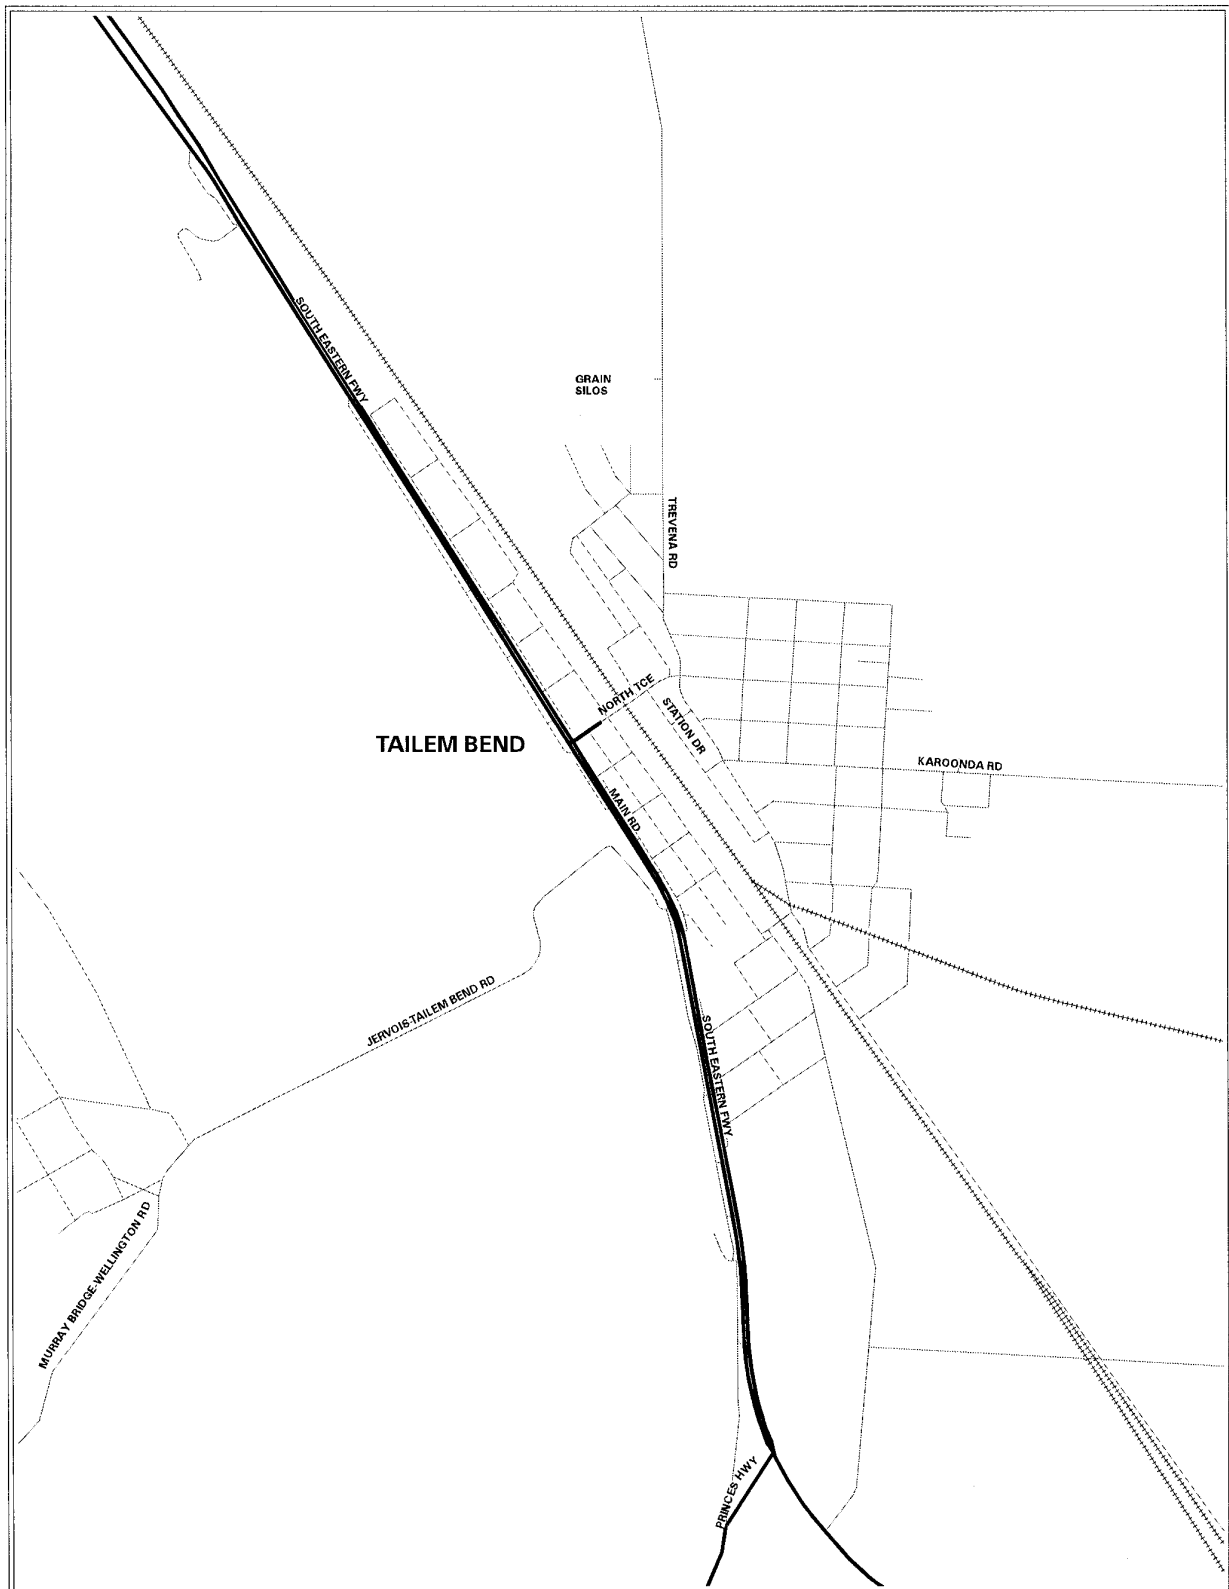 SOUTH EASTERN FWY
GRAIN
SILOS
TREVENA RD
NORTH TCE
STATION DR
TAILEM BEND
KAROONDA RD
MAIN RD
JERVOIS-TAILEM BEND RD
SOUTH EASTERN FWY
MURRAY BRIDGE-WELLINGTON RD
PRINCES HWY